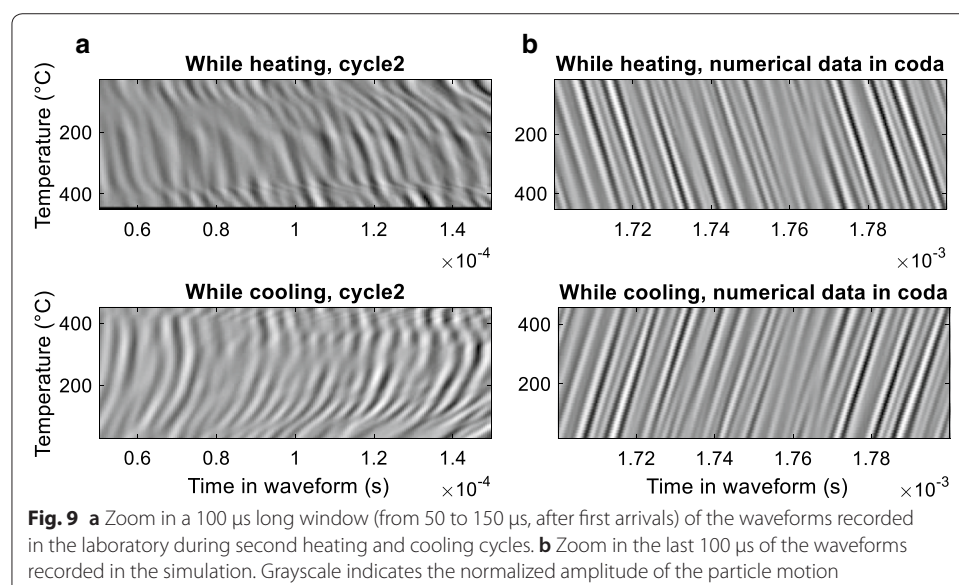 a
While heating, cycle2
Temperature (°C)
200
400
0.6 0.8 1 1.2 1.4
×10-4
While cooling, cycle2
Temperature (°C)
400
200
0.6 0.8 1 1.2 1.4
Time in waveform (s) ×10-4
b
While heating, numerical data in coda
200
400
1.72 1.74 1.76 1.78
×10-3
While cooling, numerical data in coda
400
200
1.72 1.74 1.76 1.78
Time in waveform (s) ×10-3
Fig. 9 a Zoom in a 100 μs long window (from 50 to 150 μs, after first arrivals) of the waveforms recorded
in the laboratory during second heating and cooling cycles. b Zoom in the last 100 μs of the waveforms
recorded in the simulation. Grayscale indicates the normalized amplitude of the particle motion